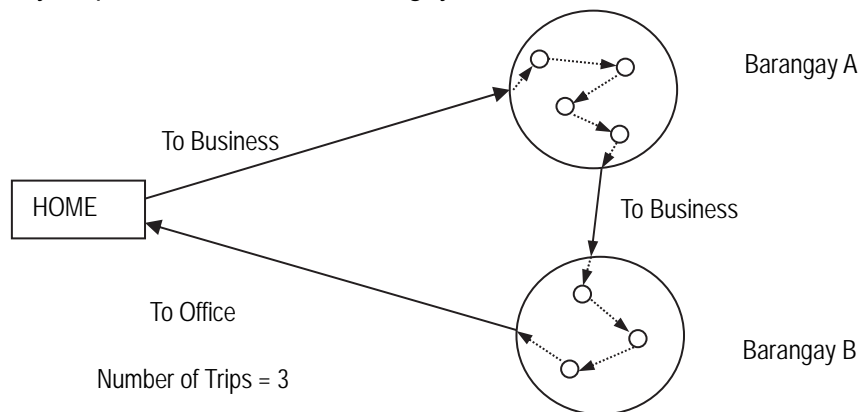 Barangay A
To Business
HOME
To Business
To Office
Barangay B
Number of Trips = 3